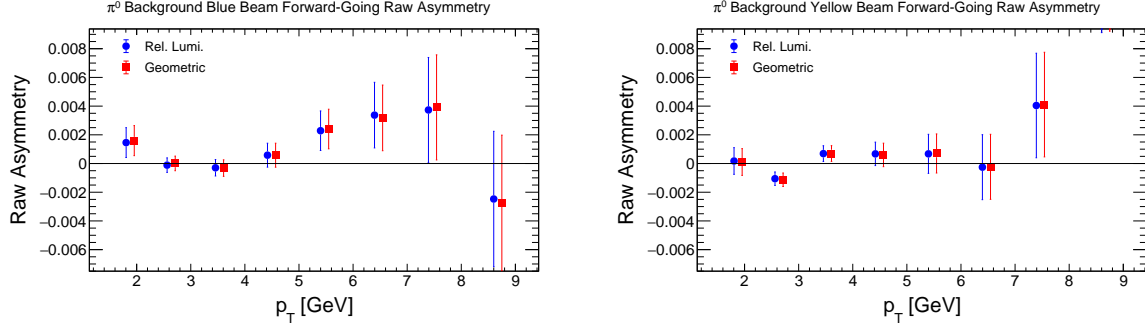 π⁰ Background Blue Beam Forward-Going Raw Asymmetry
Raw Asymmetry
0.008
0.006
0.004
0.002
0
−0.002
−0.004
−0.006
Rel. Lumi.
Geometric
2 3 4 5 6 7 8 9
p_T [GeV]
π⁰ Background Yellow Beam Forward-Going Raw Asymmetry
Raw Asymmetry
0.008
0.006
0.004
0.002
0
−0.002
−0.004
−0.006
Rel. Lumi.
Geometric
2 3 4 5 6 7 8 9
p_T [GeV]